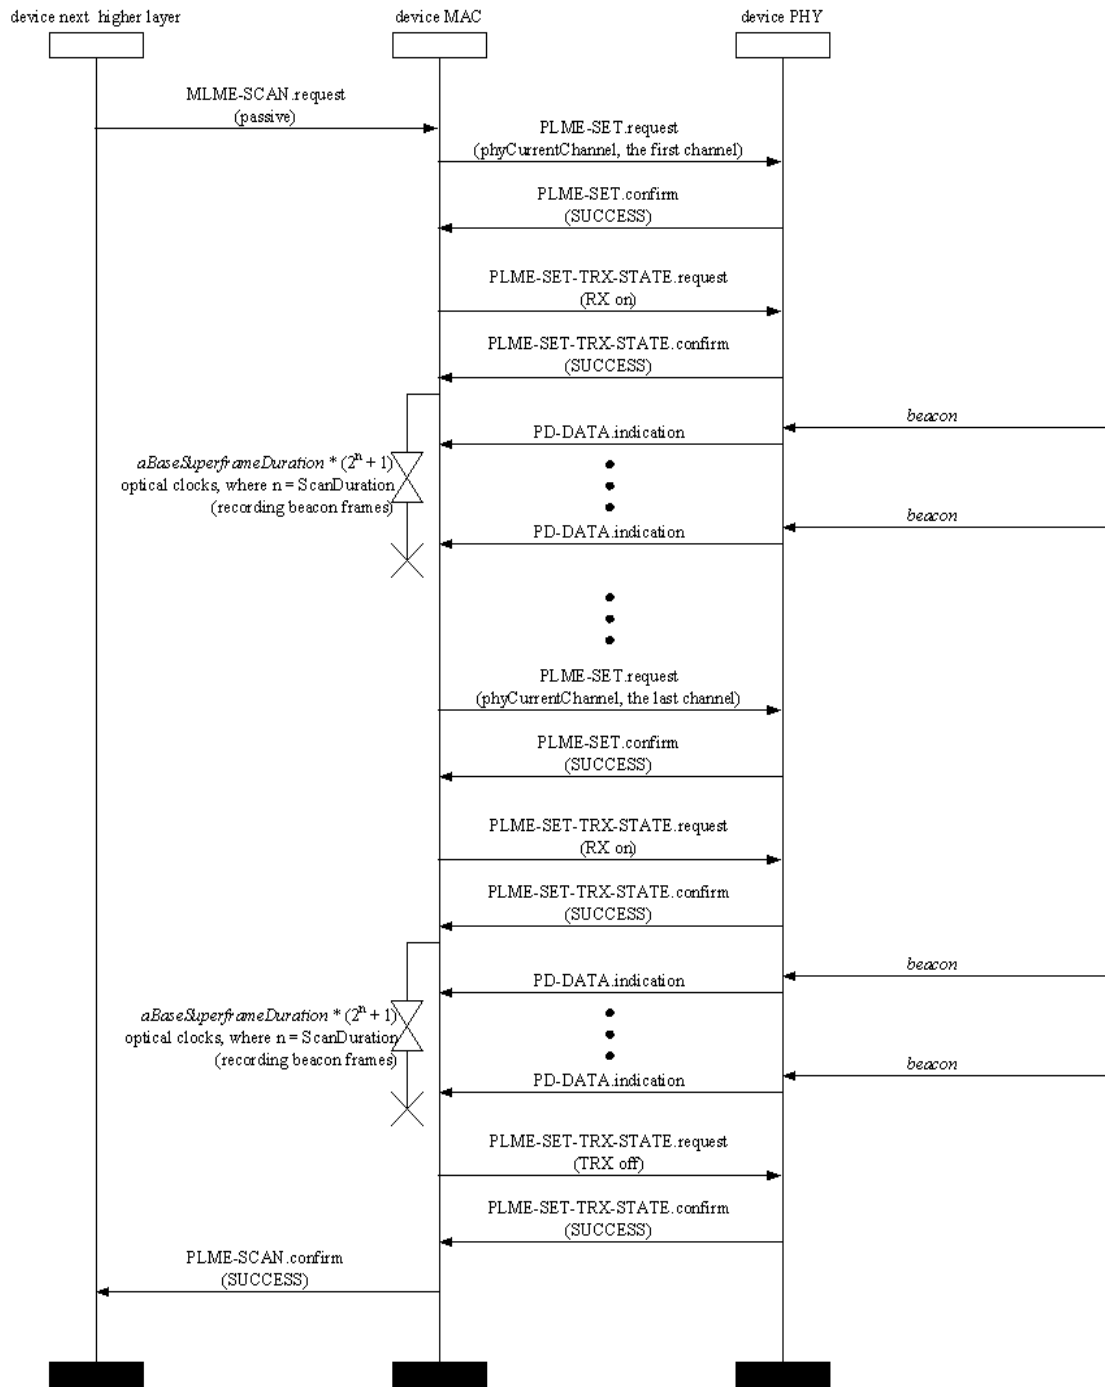 device next higher layer
device MAC
device PHY
MLME-SCAN.request
(passive)
PLME-SET.request
(phyCurrentChannel, the first channel)
PLME-SET.confirm
(SUCCESS)
PLME-SET-TRX-STATE.request
(RX on)
PLME-SET-TRX-STATE.confirm
(SUCCESS)
beacon
PD-DATA.indication
aBaseSuperframeDuration * (2ⁿ + 1)
optical clocks, where n = ScanDuration
(recording beacon frames)
beacon
PD-DATA.indication
PLME-SET.request
(phyCurrentChannel, the last channel)
PLME-SET.confirm
(SUCCESS)
PLME-SET-TRX-STATE.request
(RX on)
PLME-SET-TRX-STATE.confirm
(SUCCESS)
beacon
PD-DATA.indication
aBaseSuperframeDuration * (2ⁿ + 1)
optical clocks, where n = ScanDuration
(recording beacon frames)
beacon
PD-DATA.indication
PLME-SET-TRX-STATE.request
(TRX off)
PLME-SET-TRX-STATE.confirm
(SUCCESS)
PLME-SCAN.confirm
(SUCCESS)